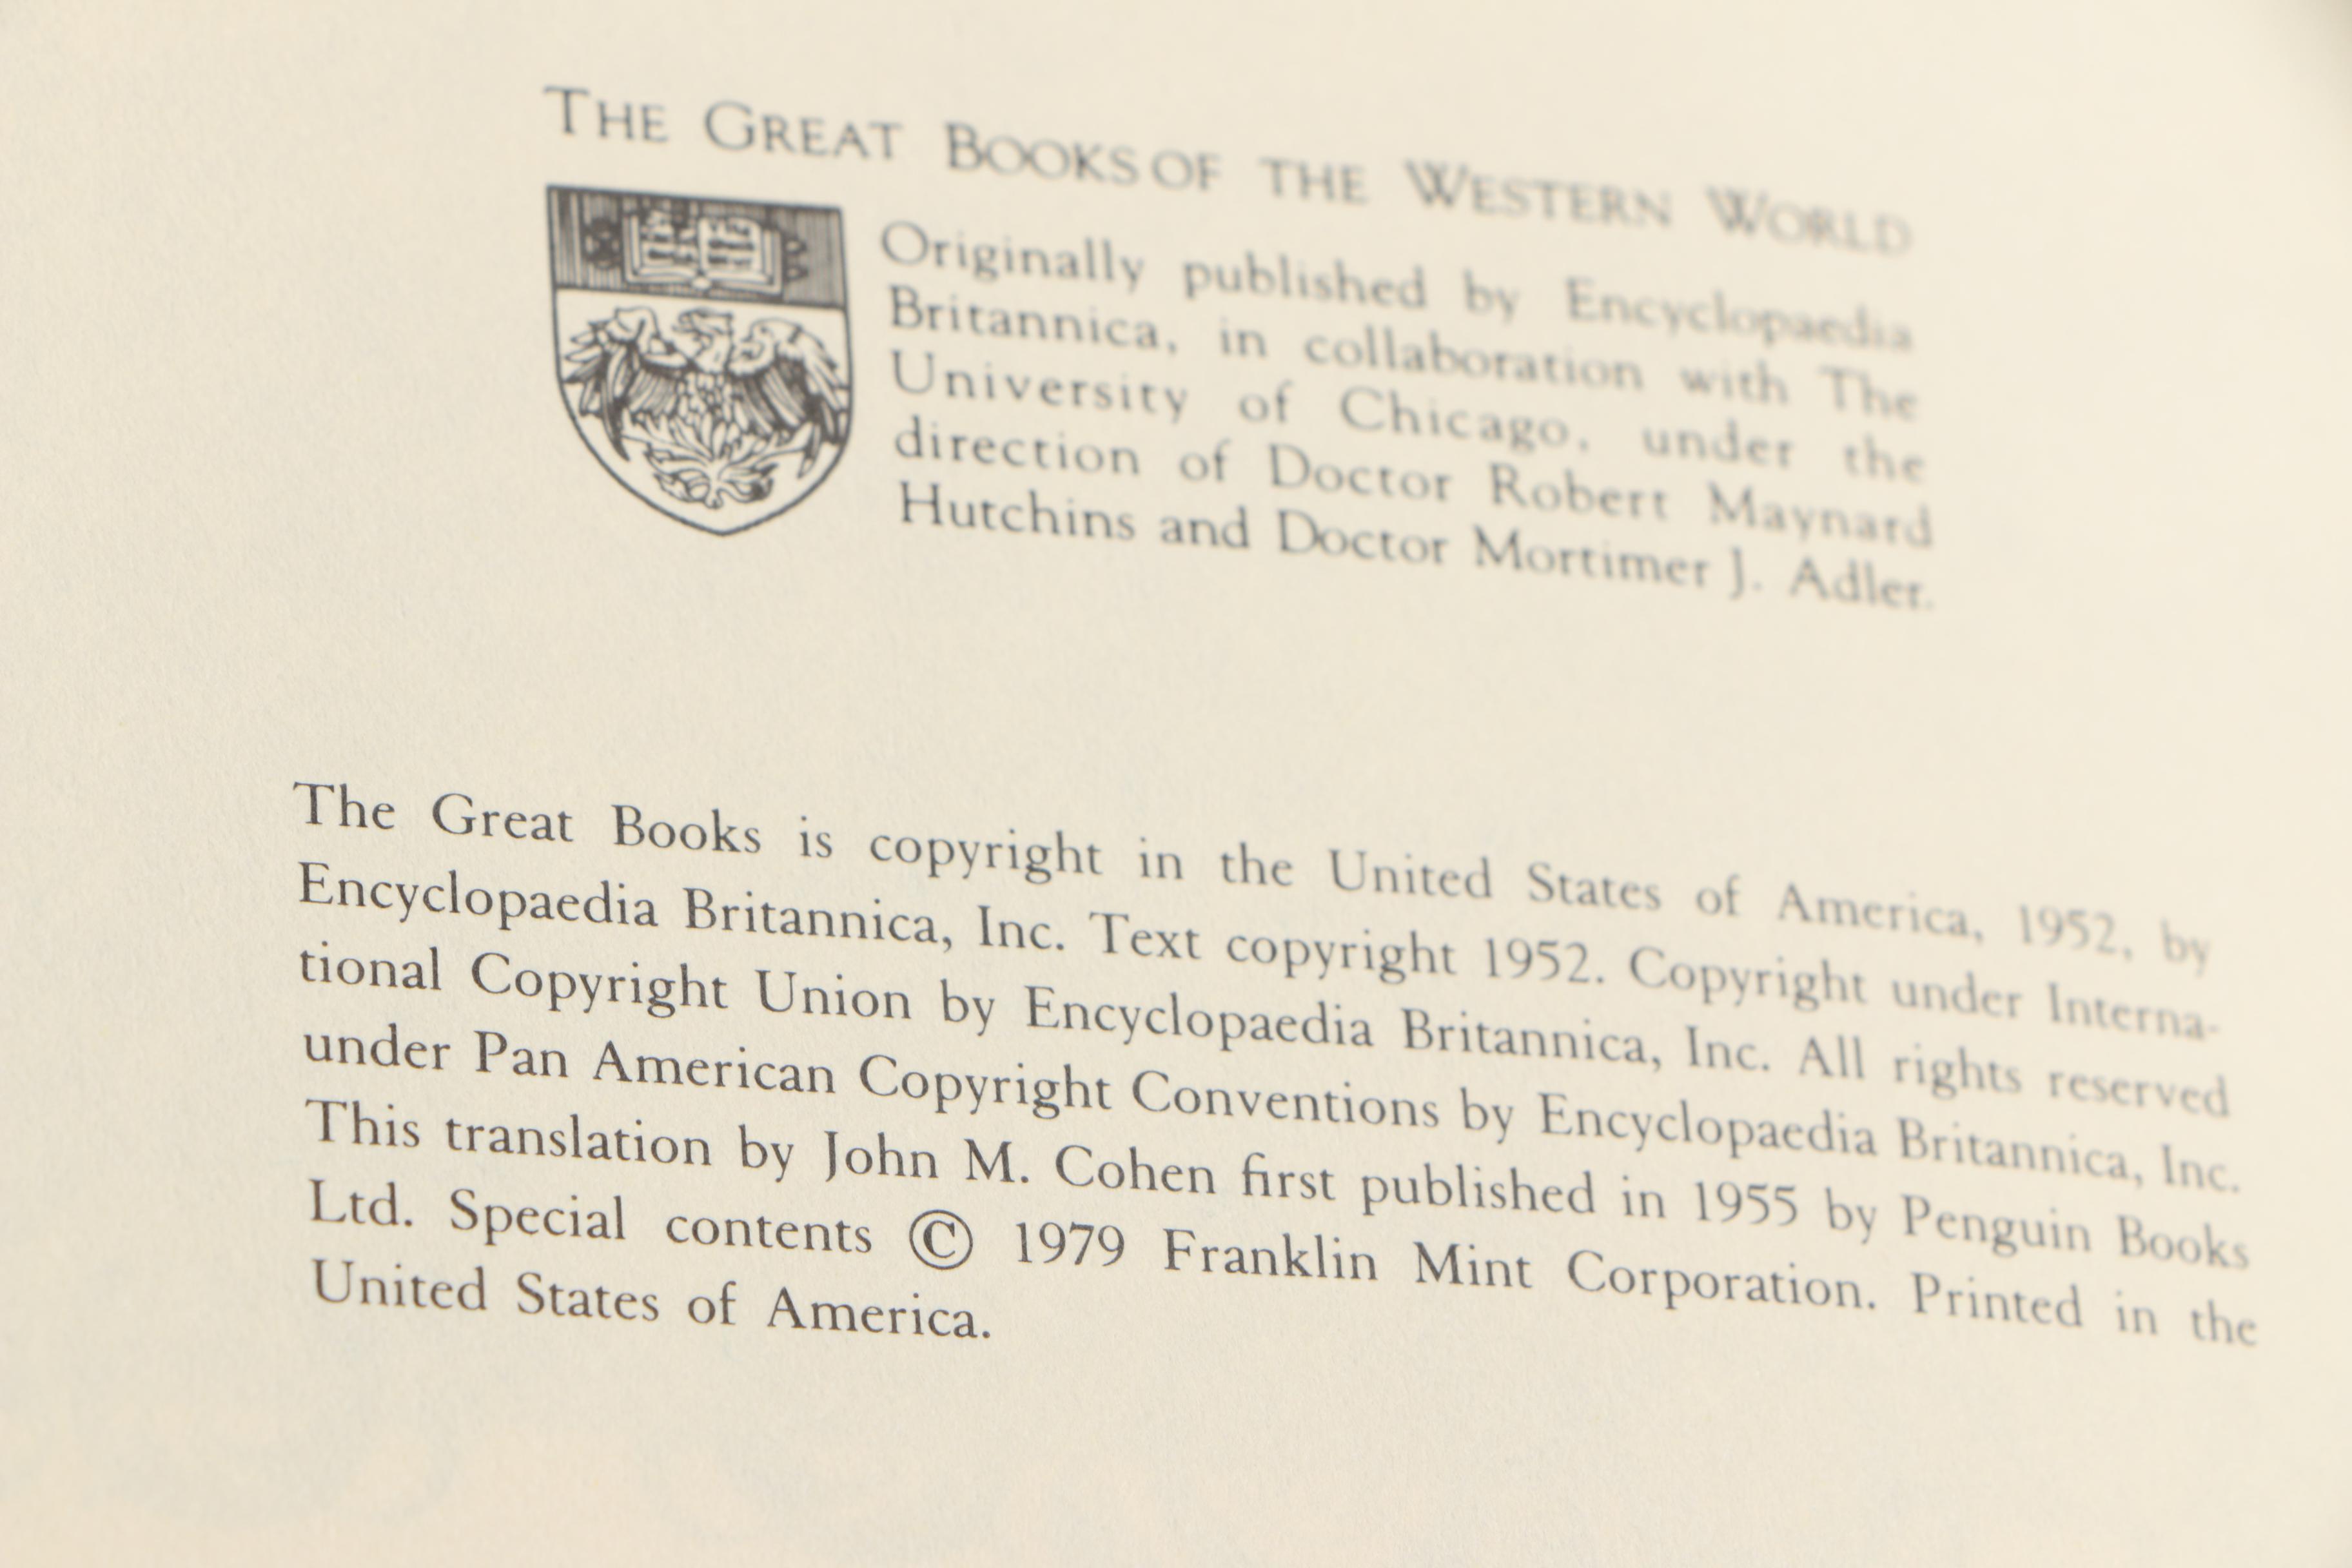 THE GREAT BOOKS OF THE WESTERN WORLD
Originally published by Encyclopaedia
Britannica, in collaboration with The
University of Chicago, under the
direction of Doctor Robert Maynard
Hutchins and Doctor Mortimer J. Adler.
The Great Books is copyright in the United States of America, 1952, by
Encyclopaedia Britannica, Inc. Text copyright 1952. Copyright under Interna-
tional Copyright Union by Encyclopaedia Britannica, Inc. All rights reserved
under Pan American Copyright Conventions by Encyclopaedia Britannica, Inc.
This translation by John M. Cohen first published in 1955 by Penguin Books
Ltd. Special contents © 1979 Franklin Mint Corporation. Printed in the
United States of America.